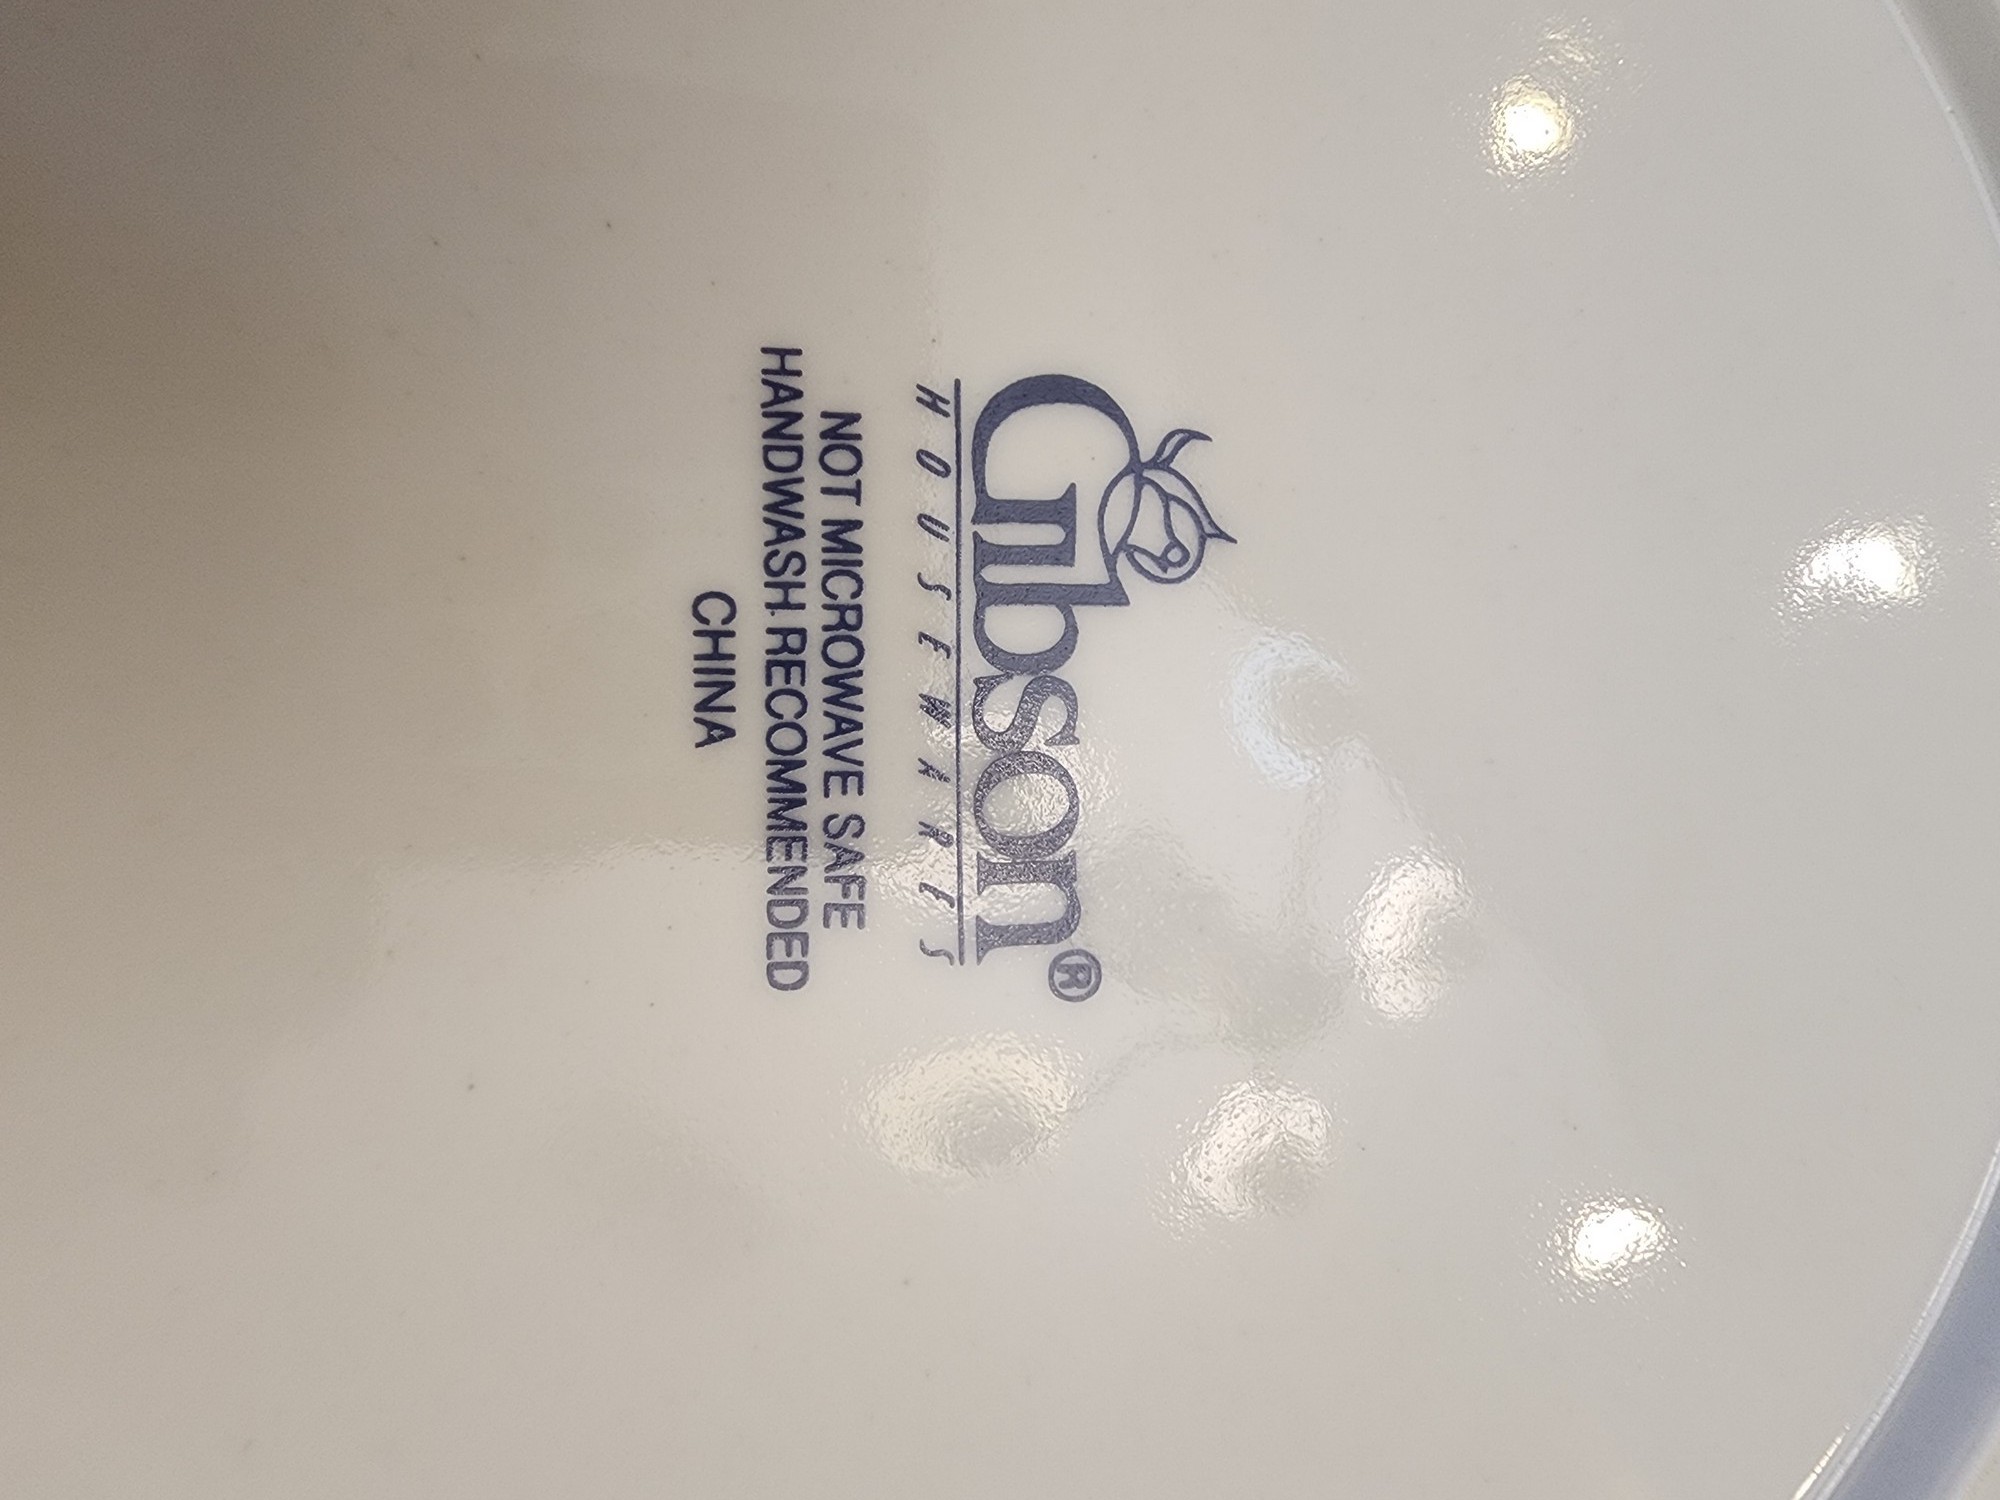 Gibson®
HOUSEWARES
NOT MICROWAVE SAFE
HANDWASH RECOMMENDED
CHINA